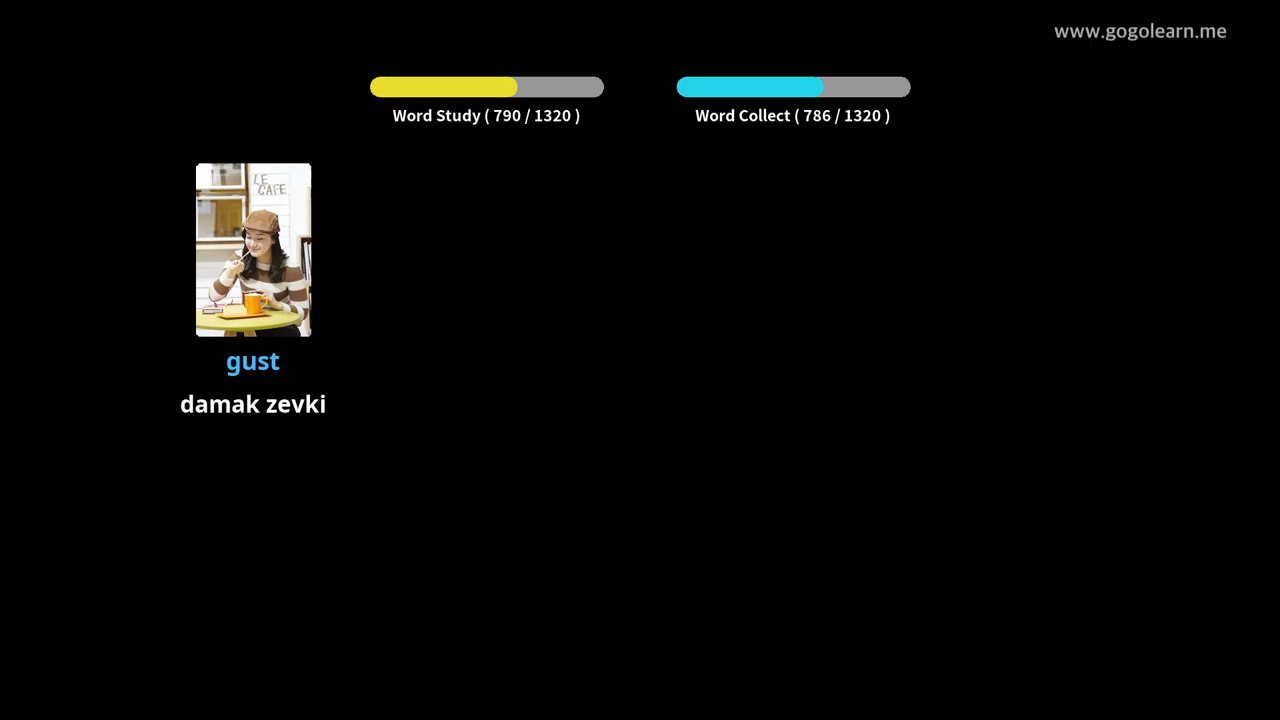 www.gogolearn.me
Word Study ( 790 / 1320 )
Word Collect ( 786 / 1320 )
LE
CAFE
gust
damak zevki